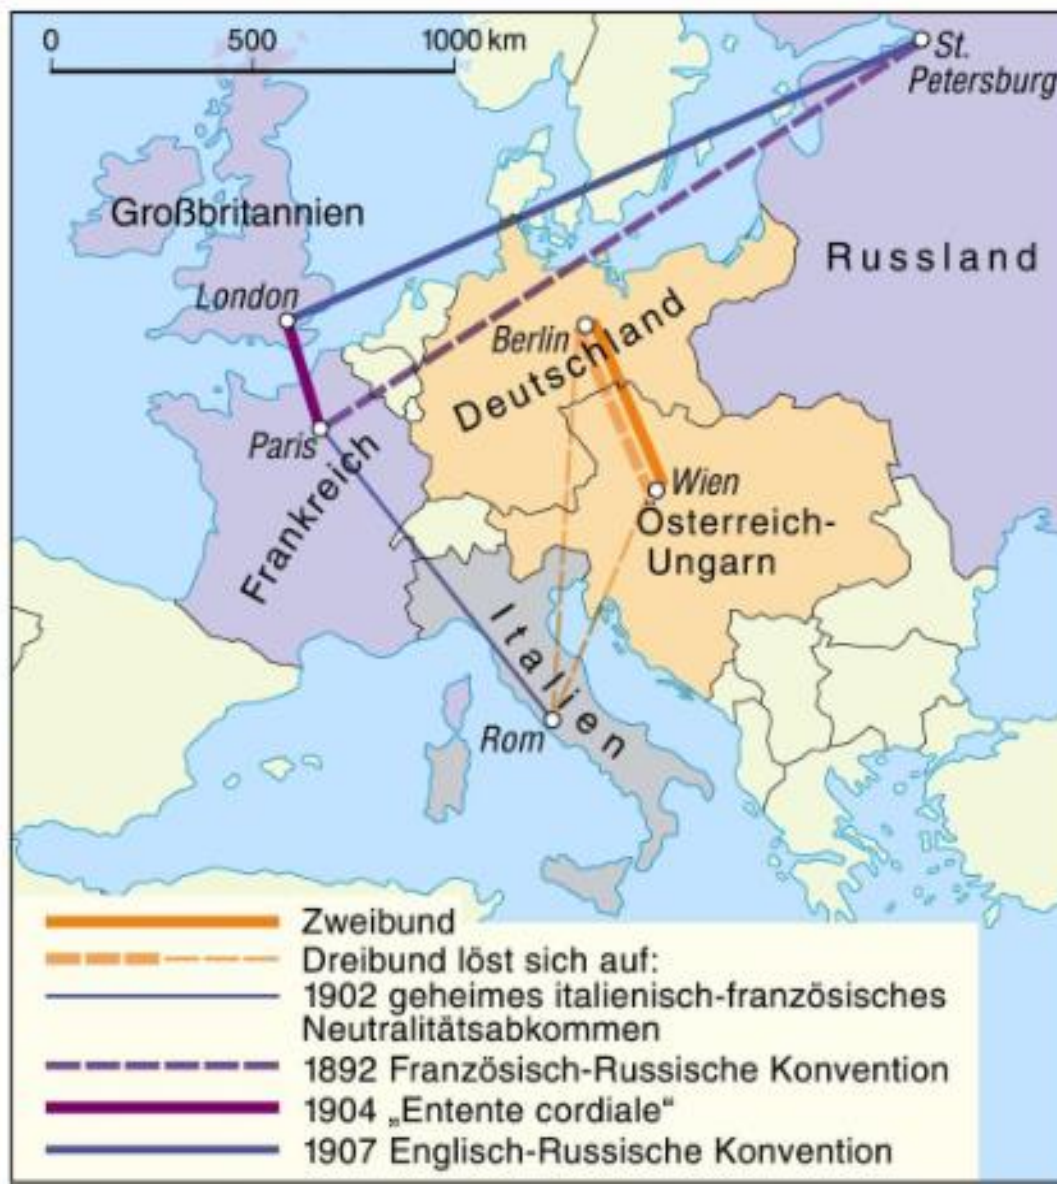 0 500 1000 km
St.
Petersburg
Großbritannien
Russland
London
Berlin
Deutschland
Paris
Frankreich
Wien
Österreich-
Ungarn
Italien
Rom
Zweibund
Dreibund löst sich auf:
1902 geheimes italienisch-französisches
Neutralitätsabkommen
1892 Französisch-Russische Konvention
1904 „Entente cordiale“
1907 Englisch-Russische Konvention